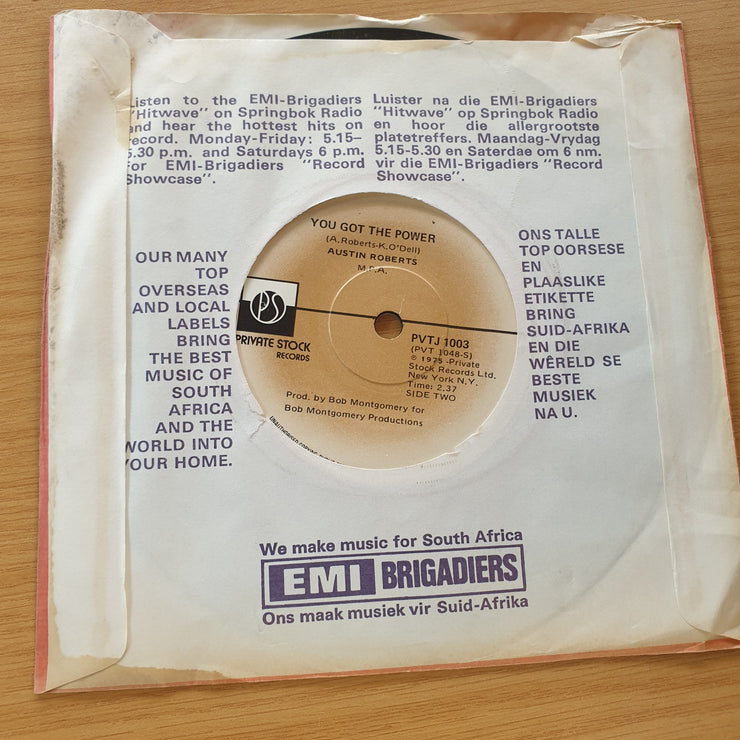 Listen to the EMI-Brigadiers
"Hitwave" on Springbok Radio
and hear the hottest hits on
record. Monday-Friday: 5.15–
5.30 p.m. and Saturdays 6 p.m.
For EMI-Brigadiers "Record
Showcase".
Luister na die EMI-Brigadiers
"Hitwave" op Springbok Radio
en hoor die allergrootste
platetreffers. Maandag-Vrydag
5.15-5.30 en Saterdae om 6 nm.
vir die EMI-Brigadiers "Record
Showcase".
OUR MANY
TOP
OVERSEAS
AND LOCAL
LABELS
BRING
THE BEST
MUSIC OF
SOUTH
AFRICA
AND THE
WORLD INTO
YOUR HOME.
YOU GOT THE POWER
(A. Roberts-K. O'Dell)
AUSTIN ROBERTS
M.P.A.
PS
PRIVATE STOCK
RECORDS
PVTJ 1003
(PVT 1048-S)
℗ 1975 -Private
Stock Records Ltd.
New York N.Y.
Time: 2.37
SIDE TWO
Prod. by Bob Montgomery for
Bob Montgomery Productions
UNAUTHORISED COPYING
ONS TALLE
TOP OORSESE
EN
PLAASLIKE
ETIKETTE
BRING
SUID-AFRIKA
EN DIE
WÊRELD SE
BESTE
MUSIEK
NA U.
We make music for South Africa
EMI BRIGADIERS
Ons maak musiek vir Suid-Afrika